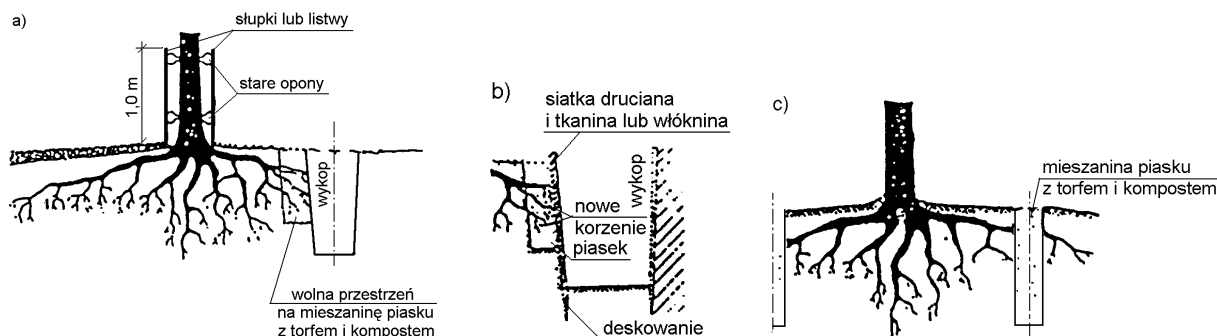 a)
słupki lub listwy
stare opony
1,0 m
wykop
wolna przestrzeń
na mieszaninę piasku
z torfem i kompostem
b)
siatka druciana
i tkanina lub włóknina
wykop
nowe
korzenie
piasek
deskowanie
c)
mieszanina piasku
z torfem i kompostem